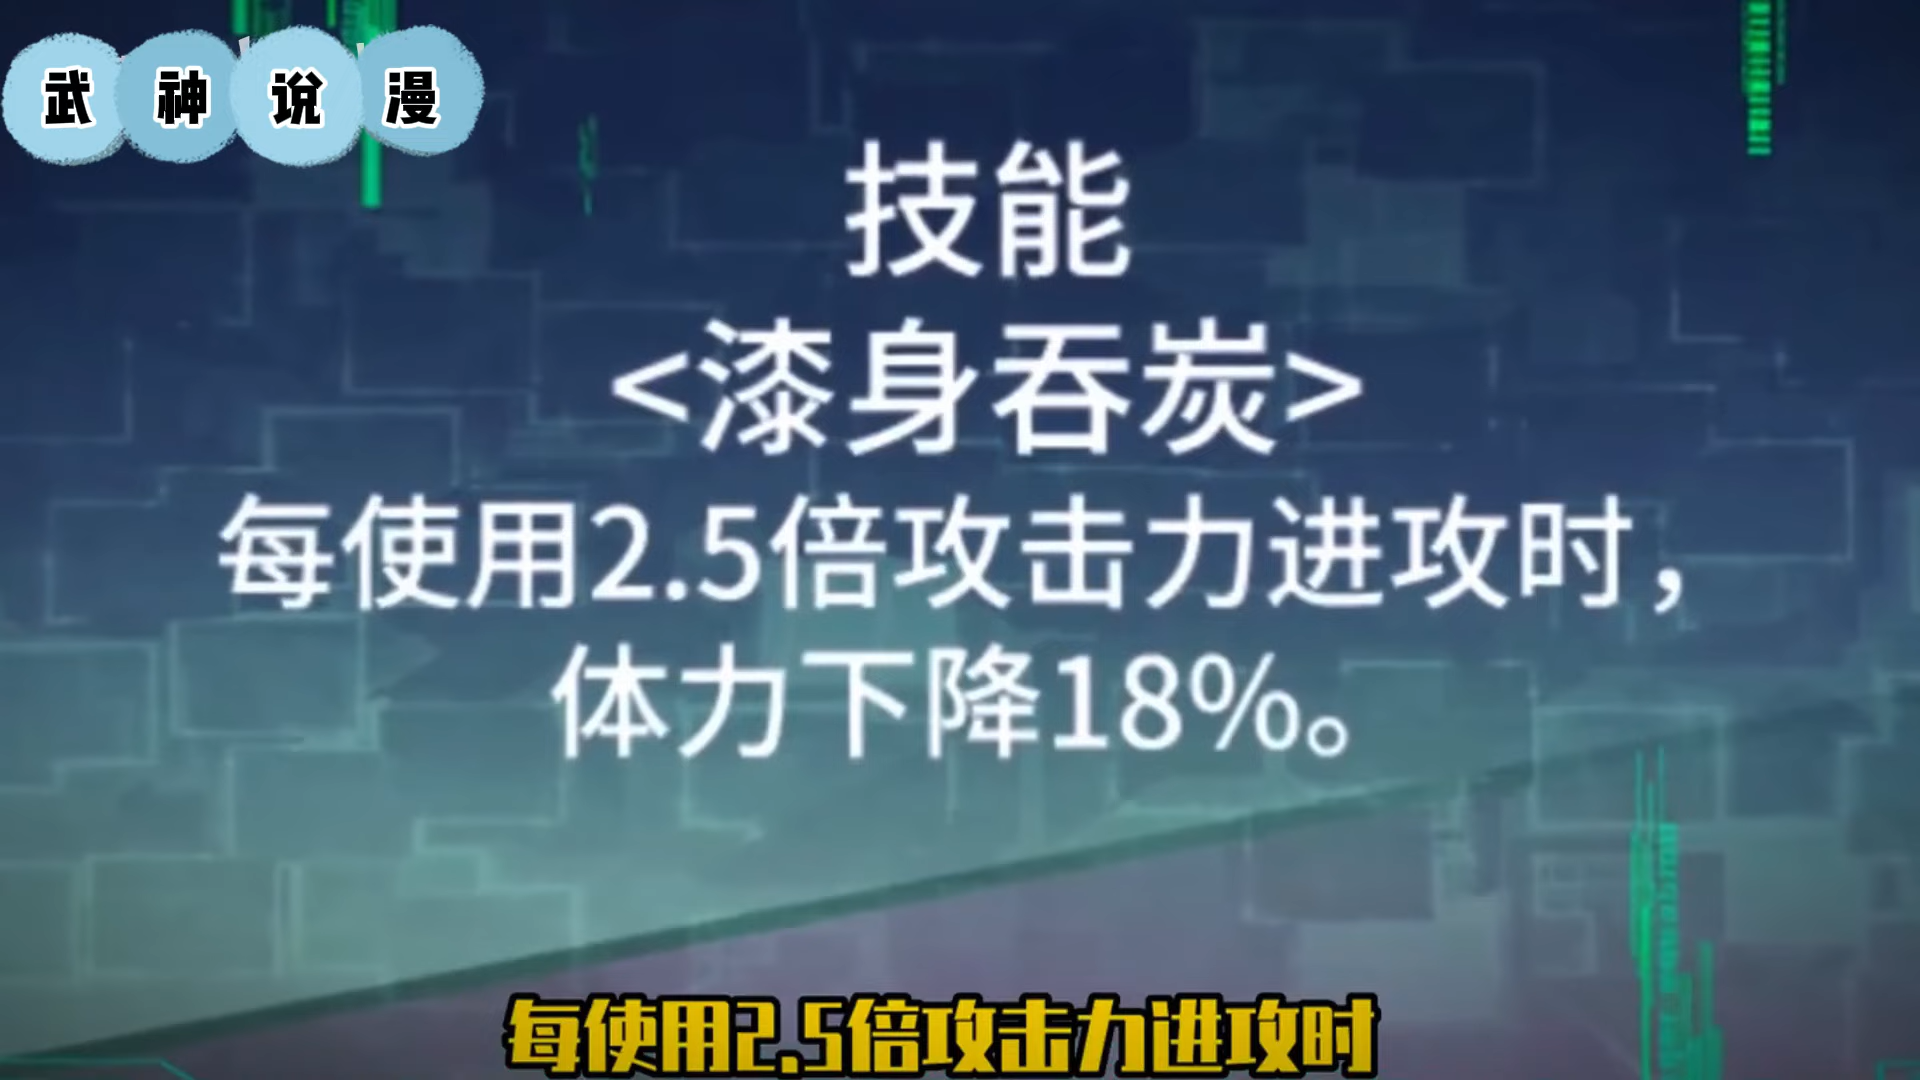 武神说漫
技能
<漆身吞炭>
每使用2.5倍攻击力进攻时，
体力下降18%。
每使用2.5倍攻击力进攻时